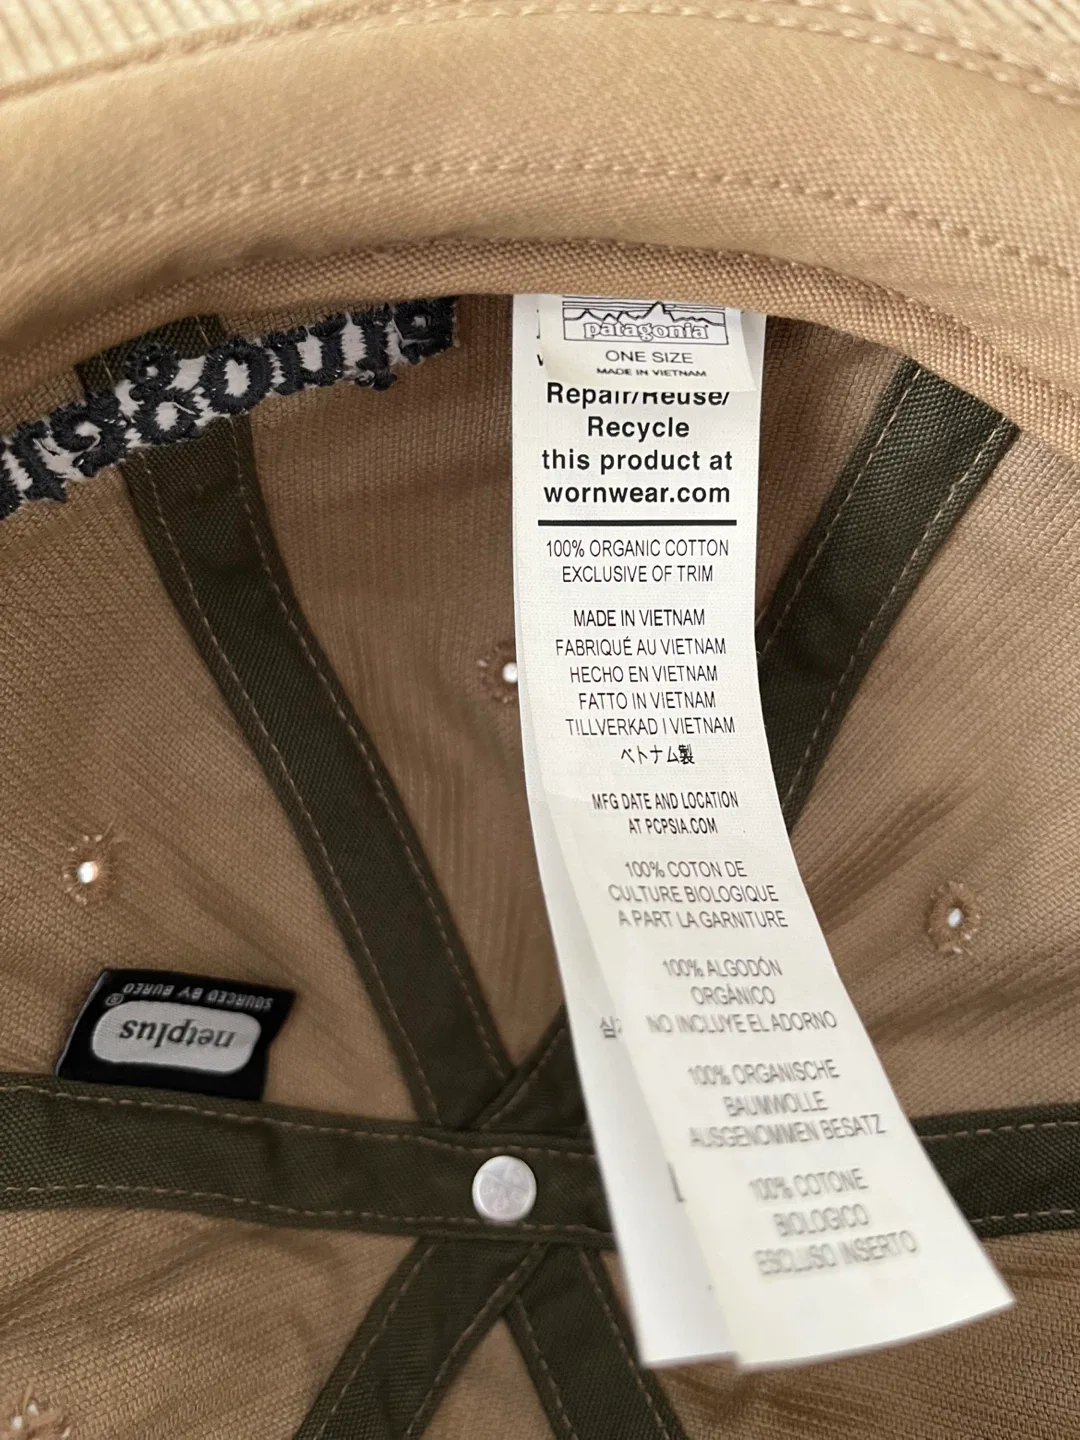 patagonia®
ONE SIZE
MADE IN VIETNAM
Repair/Reuse/
Recycle
this product at
wornwear.com
100% ORGANIC COTTON
EXCLUSIVE OF TRIM
MADE IN VIETNAM
FABRIQUÉ AU VIETNAM
HECHO EN VIETNAM
FATTO IN VIETNAM
TILLVERKAD I VIETNAM
ベトナム製
MFG DATE AND LOCATION
AT PCPSIA.COM
100% COTON DE
CULTURE BIOLOGIQUE
A PART LA GARNITURE
100% ALGODÓN
ORGÁNICO
NO INCLUYE EL ADORNO
100% ORGANISCHE
BAUMWOLLE
AUSGENOMMEN BESATZ
100% COTONE
BIOLOGICO
ESCLUSO INSERTO
netplus®
SOURCED BY BUREO